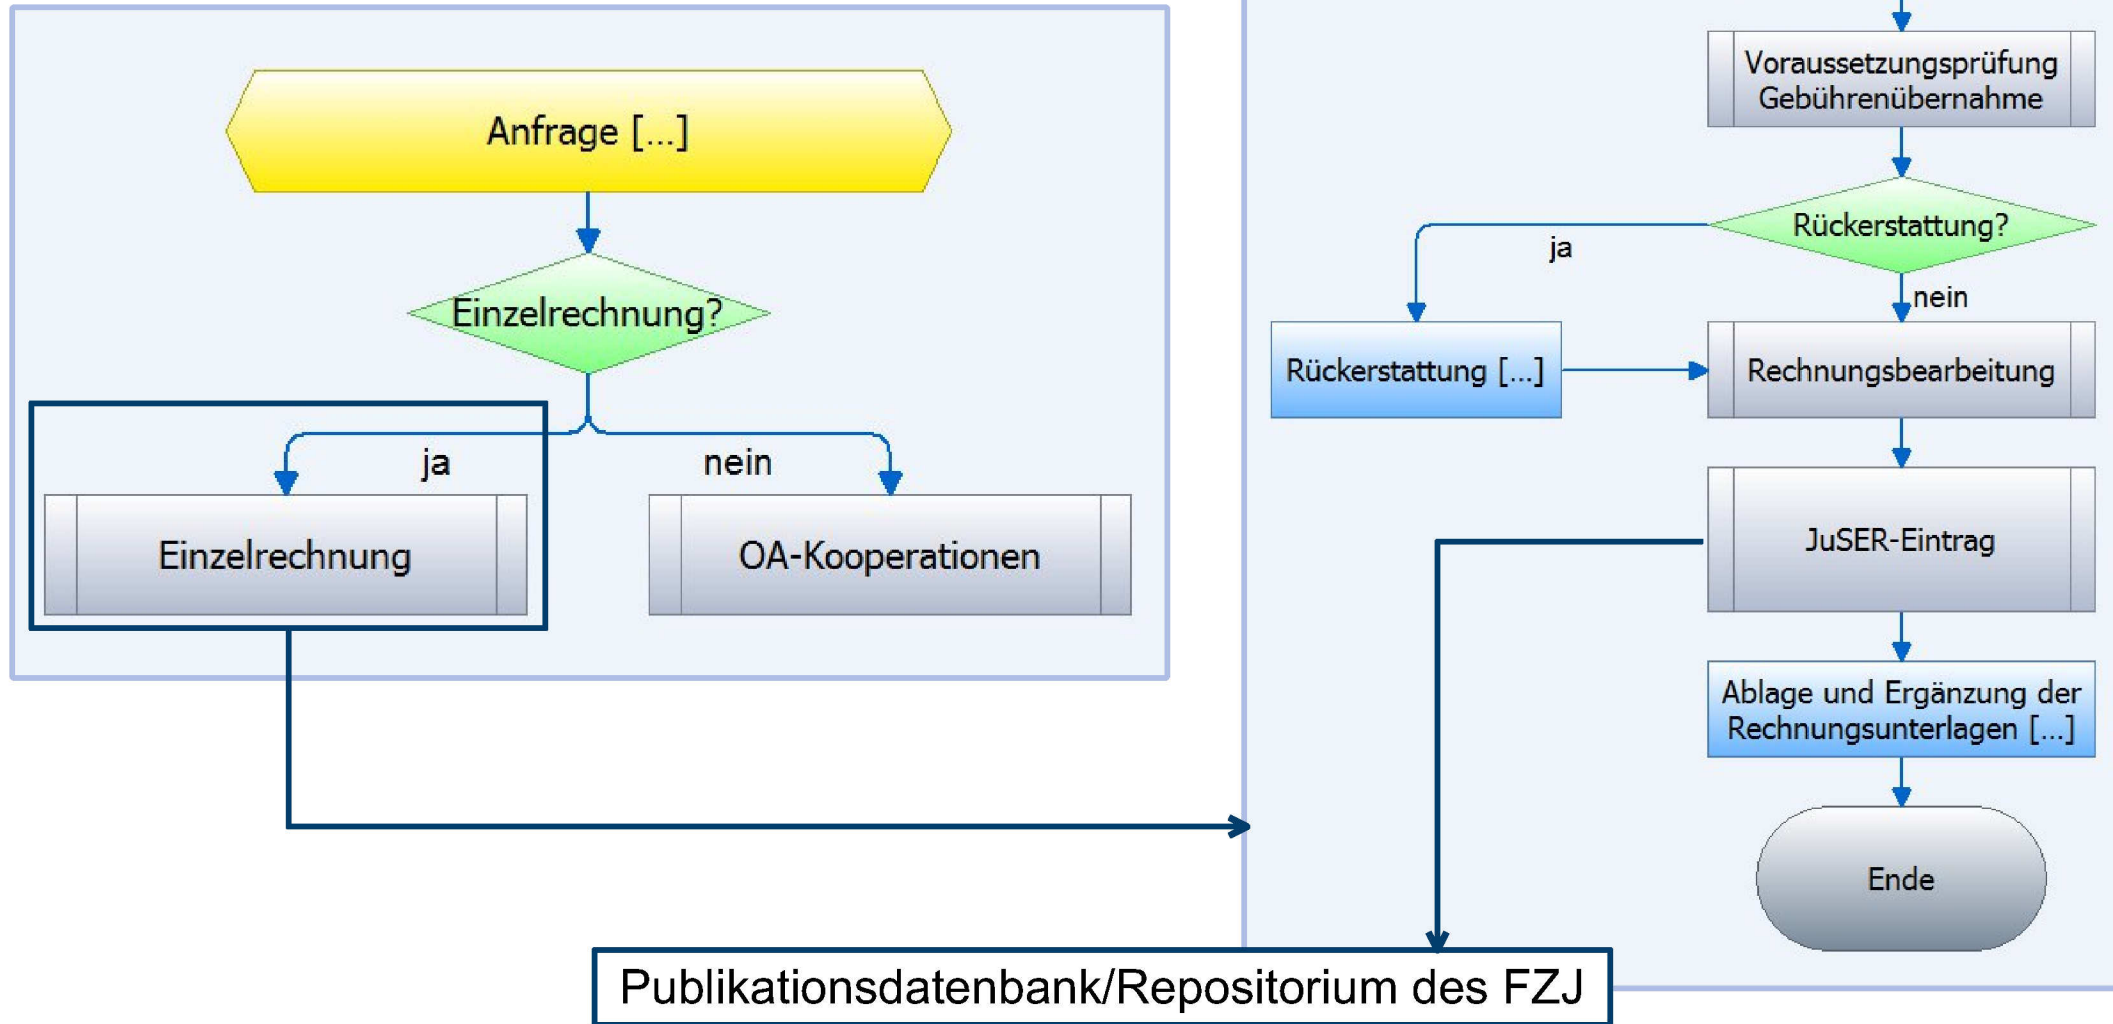 Anfrage [...]
Einzelrechnung?
ja
nein
Einzelrechnung
OA-Kooperationen
Voraussetzungsprüfung
Gebührenübernahme
Rückerstattung?
ja
nein
Rückerstattung [...]
Rechnungsbearbeitung
JuSER-Eintrag
Ablage und Ergänzung der
Rechnungsunterlagen [...]
Ende
Publikationsdatenbank/Repositorium des FZJ